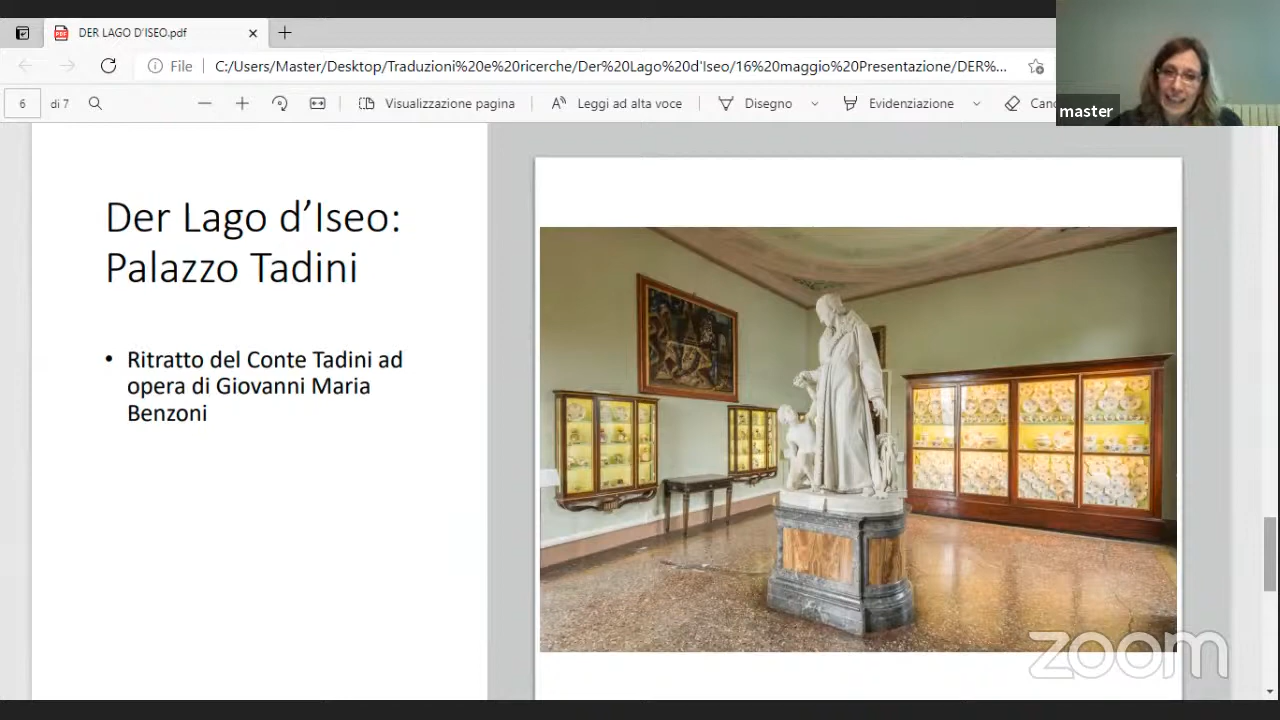 DER LAGO D'ISEO.pdf
File
C:/Users/Master/Desktop/Traduzioni%20e%20ricerche/Der%20Lago%20d'Iseo/16%20maggio%20Presentazione/DER%...
6 di 7
Visualizzazione pagina
Leggi ad alta voce
Disegno
Evidenziazione
Canc
master
Der Lago d’Iseo:
Palazzo Tadini
• Ritratto del Conte Tadini ad
opera di Giovanni Maria
Benzoni
zoom